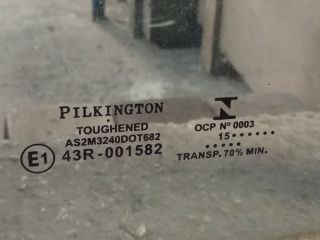 PILKINGTON
TOUGHENED
AS2M3240DOT682
E1 43R-001582
N
OCP Nº 0003
15
TRANSP. 70% MIN.